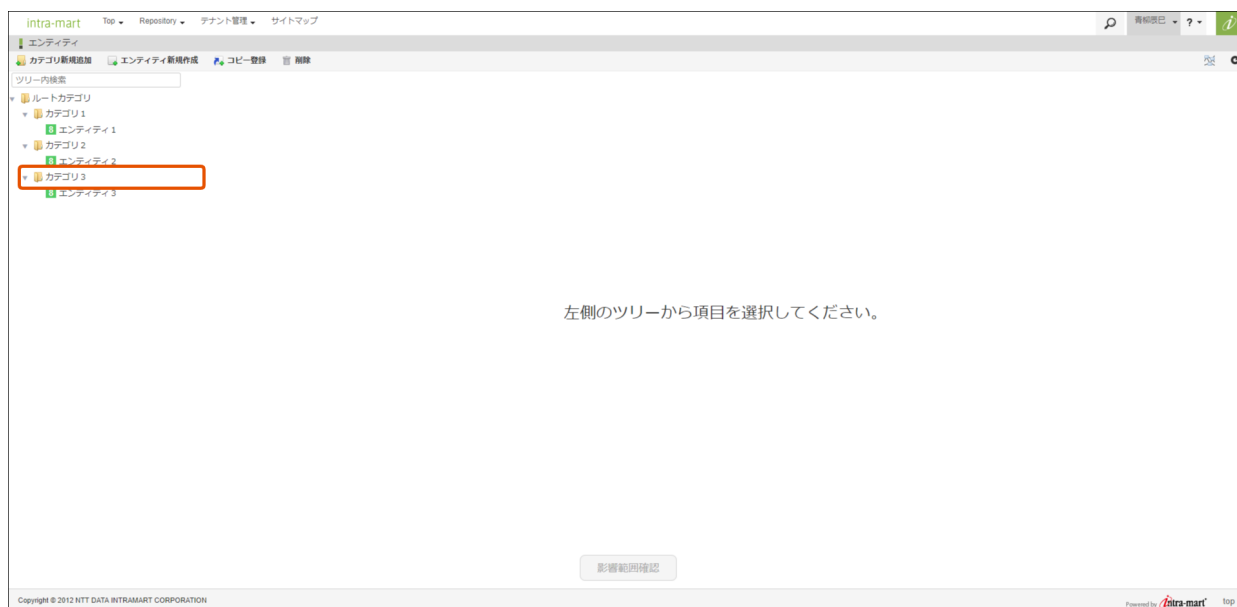 intra-mart Top Repository テナント管理 サイトマップ 青柳辰巳 ?
エンティティ
カテゴリ新規追加 エンティティ新規作成 コピー登録 削除
ツリー内検索
ルートカテゴリ
カテゴリ1
エンティティ1
カテゴリ2
エンティティ2
カテゴリ3
エンティティ3
左側のツリーから項目を選択してください。
影響範囲確認
Copyright © 2012 NTT DATA INTRAMART CORPORATION
Powered by intra-mart top